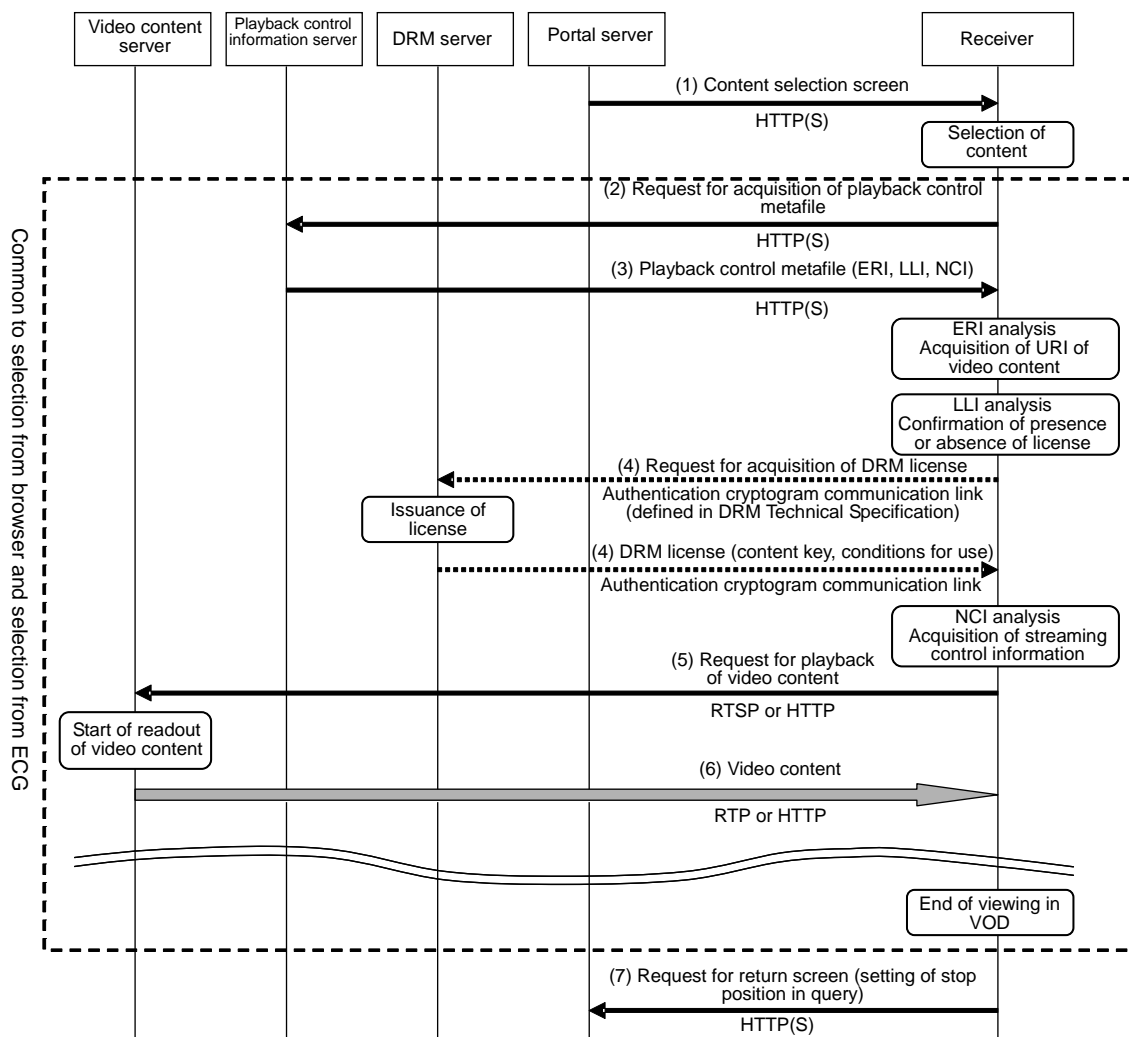 Video content
server
Playback control
information server
DRM server
Portal server
Receiver
(1) Content selection screen
HTTP(S)
Selection of
content
Common to selection from browser and selection from ECG
(2) Request for acquisition of playback control
metafile
HTTP(S)
(3) Playback control metafile (ERI, LLI, NCI)
HTTP(S)
ERI analysis
Acquisition of URI of
video content
LLI analysis
Confirmation of presence
or absence of license
(4) Request for acquisition of DRM license
Authentication cryptogram communication link
(defined in DRM Technical Specification)
Issuance of
license
(4) DRM license (content key, conditions for use)
Authentication cryptogram communication link
NCI analysis
Acquisition of streaming
control information
(5) Request for playback
of video content
RTSP or HTTP
Start of readout
of video content
(6) Video content
RTP or HTTP
End of viewing in
VOD
(7) Request for return screen (setting of stop
position in query)
HTTP(S)